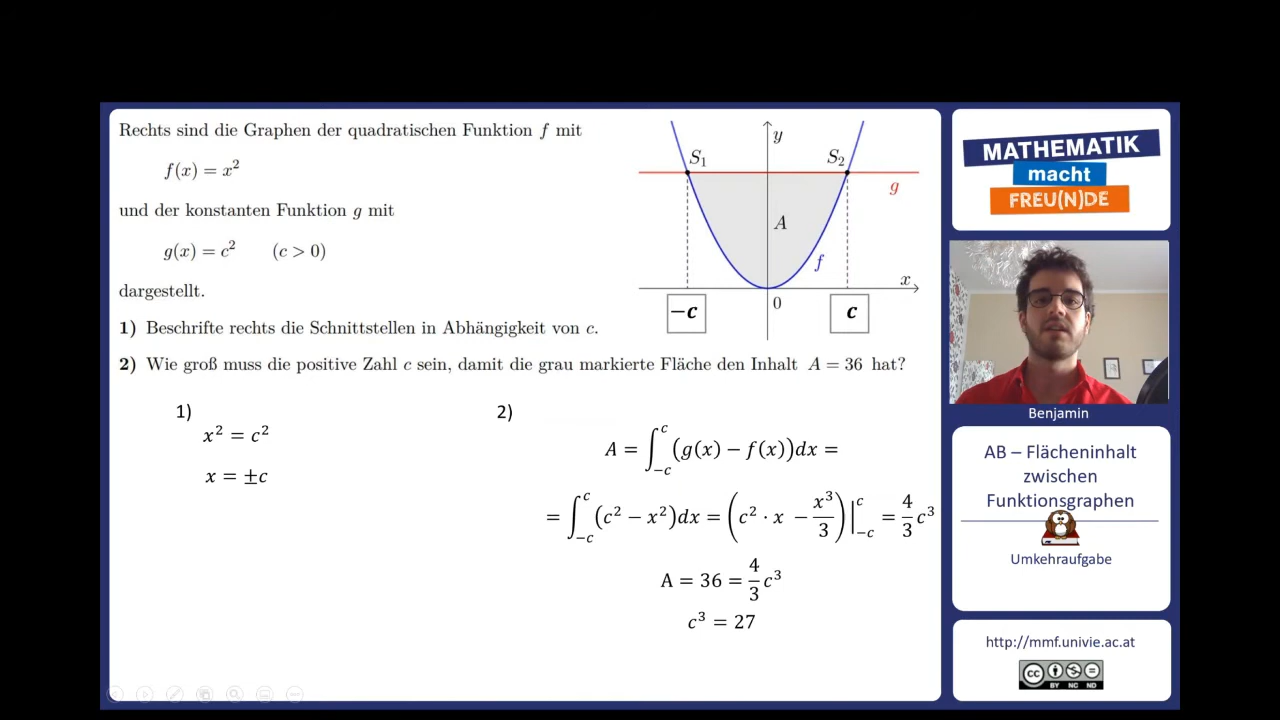 Rechts sind die Graphen der quadratischen Funktion f mit
f(x) = x²
und der konstanten Funktion g mit
g(x) = c² (c > 0)
dargestellt.
1) Beschrifte rechts die Schnittstellen in Abhängigkeit von c.
2) Wie groß muss die positive Zahl c sein, damit die grau markierte Fläche den Inhalt A = 36 hat?
y
S₁
S₂
g
A
f
x
0
−c
c
1)
x² = c²
x = ±c
2)
A = ∫_{−c}^{c} (g(x) − f(x))dx =
= ∫_{−c}^{c} (c² − x²)dx = (c² · x − x³/3)|_{−c}^{c} = 4/3 c³
A = 36 = 4/3 c³
c³ = 27
MATHEMATIK
macht
FREU(N)DE
Benjamin
AB – Flächeninhalt
zwischen
Funktionsgraphen
Umkehraufgabe
http://mmf.univie.ac.at
cc
BY NC ND